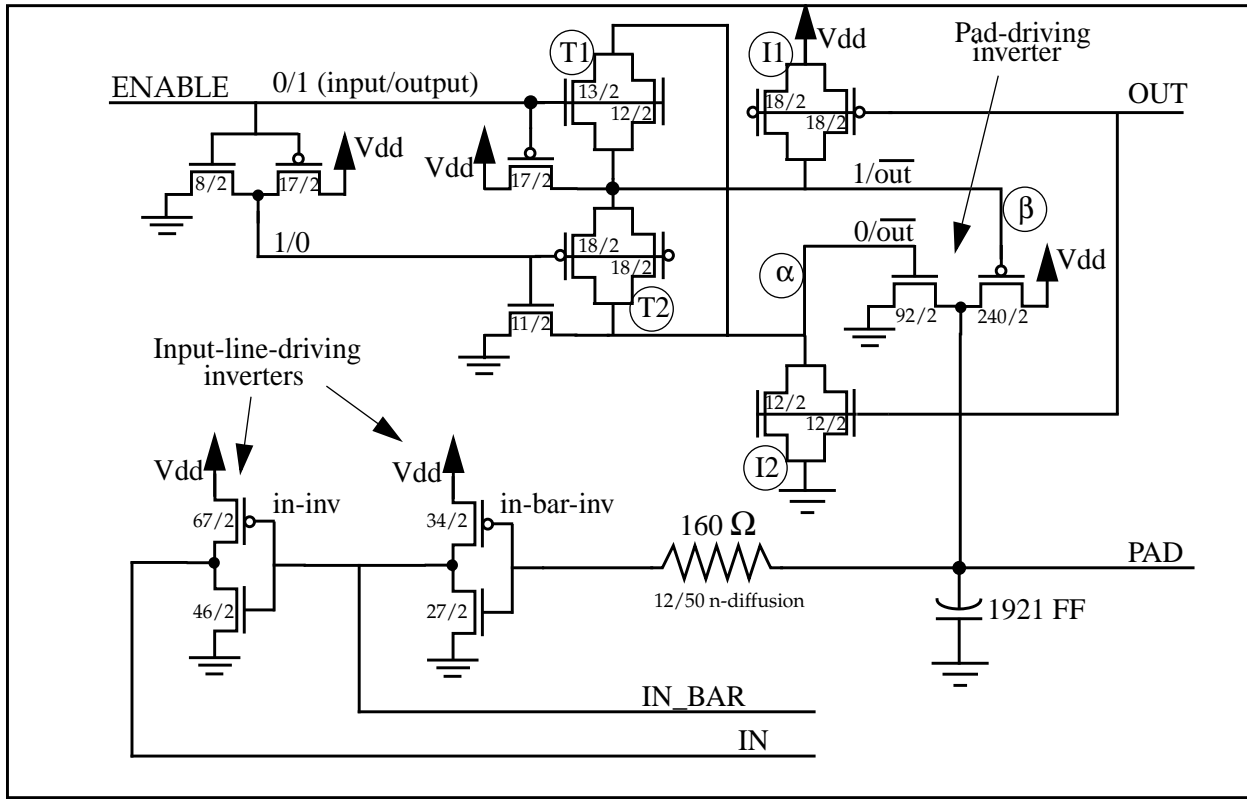 Pad-driving
inverter
Vdd
I1
T1
0/1 (input/output)
ENABLE
OUT
13/2
12/2
18/2
18/2
Vdd
Vdd
8/2
17/2
17/2
1/out
β
1/0
18/2
18/2
0/out
α
Vdd
T2
11/2
92/2
240/2
Input-line-driving
inverters
12/2
12/2
I2
Vdd
Vdd
in-inv
in-bar-inv
67/2
34/2
160 Ω
PAD
12/50 n-diffusion
46/2
27/2
1921 FF
IN_BAR
IN